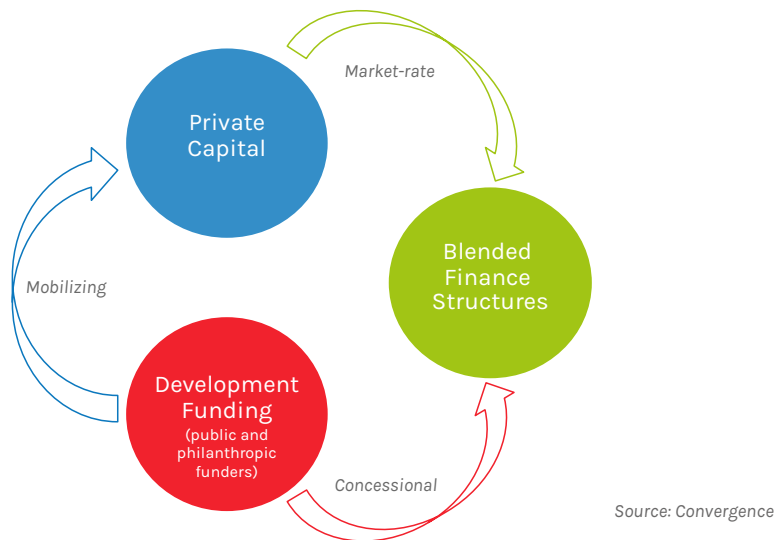 Market-rate
Private
Capital
Blended
Finance
Structures
Mobilizing
Development
Funding
(public and
philanthropic
funders)
Concessional
Source: Convergence